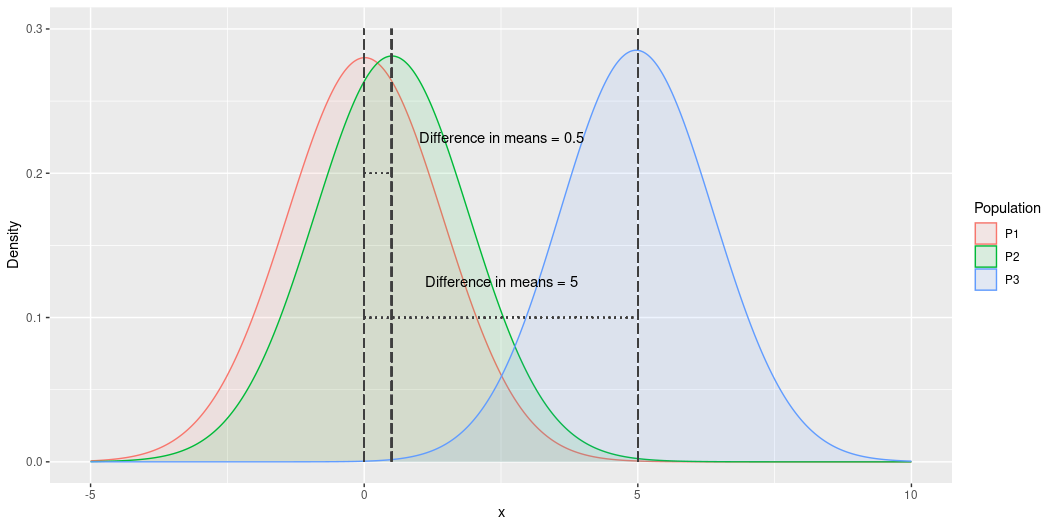 0.3
0.2
0.1
0.0
Density
Difference in means = 0.5
Difference in means = 5
-5
0
5
10
x
Population
P1
P2
P3